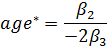 age* = β₂ / −2β₃